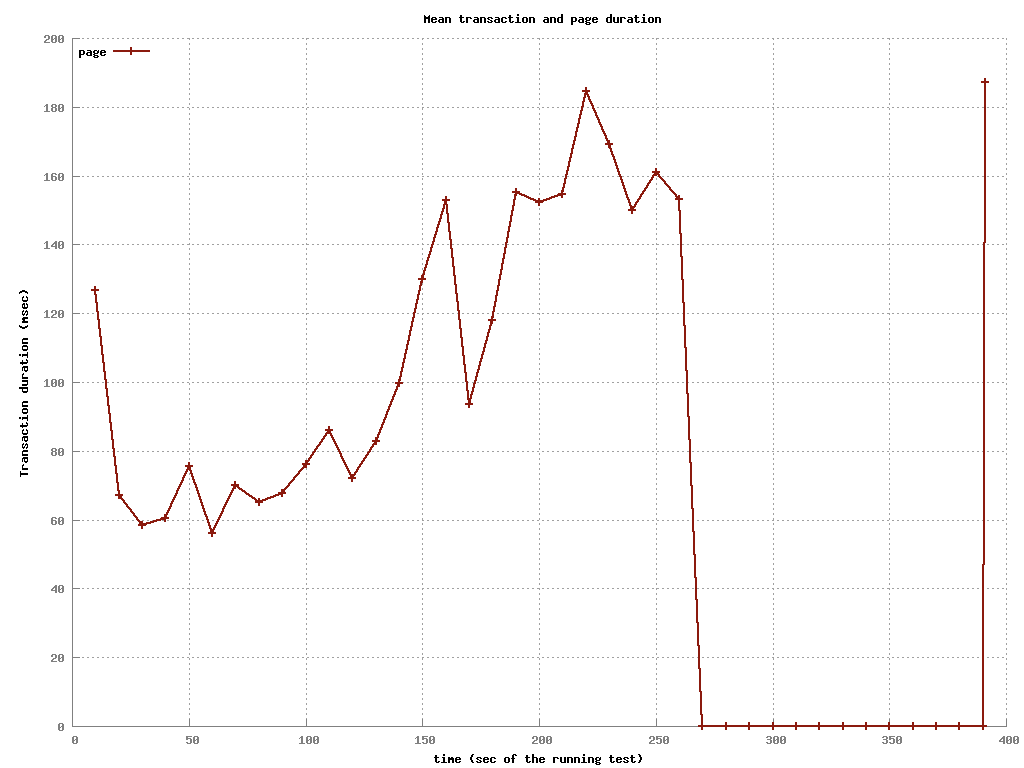 Mean transaction and page duration
page
200
180
160
140
120
100
80
60
40
20
0
Transaction duration (msec)
0 50 100 150 200 250 300 350 400
time (sec of the running test)